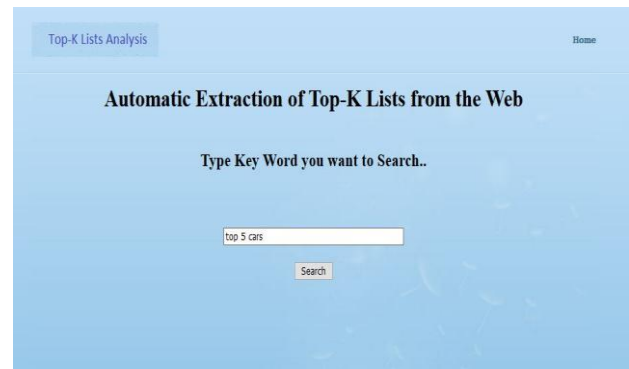 Top-K Lists Analysis
Home
Automatic Extraction of Top-K Lists from the Web
Type Key Word you want to Search..
top 5 cars
Search